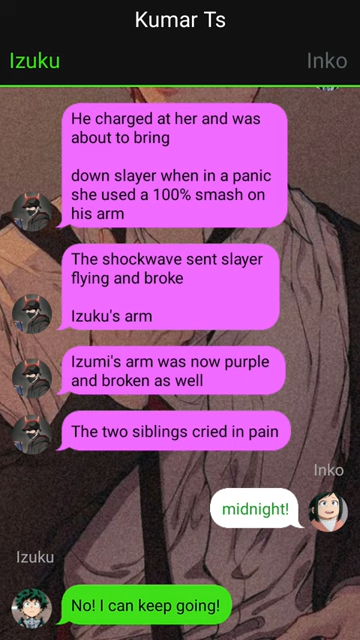 Kumar Ts
Izuku
Inko
He charged at her and was
about to bring
down slayer when in a panic
she used a 100% smash on
his arm
The shockwave sent slayer
flying and broke
Izuku's arm
Izumi's arm was now purple
and broken as well
The two siblings cried in pain
Inko
midnight!
Izuku
No! I can keep going!